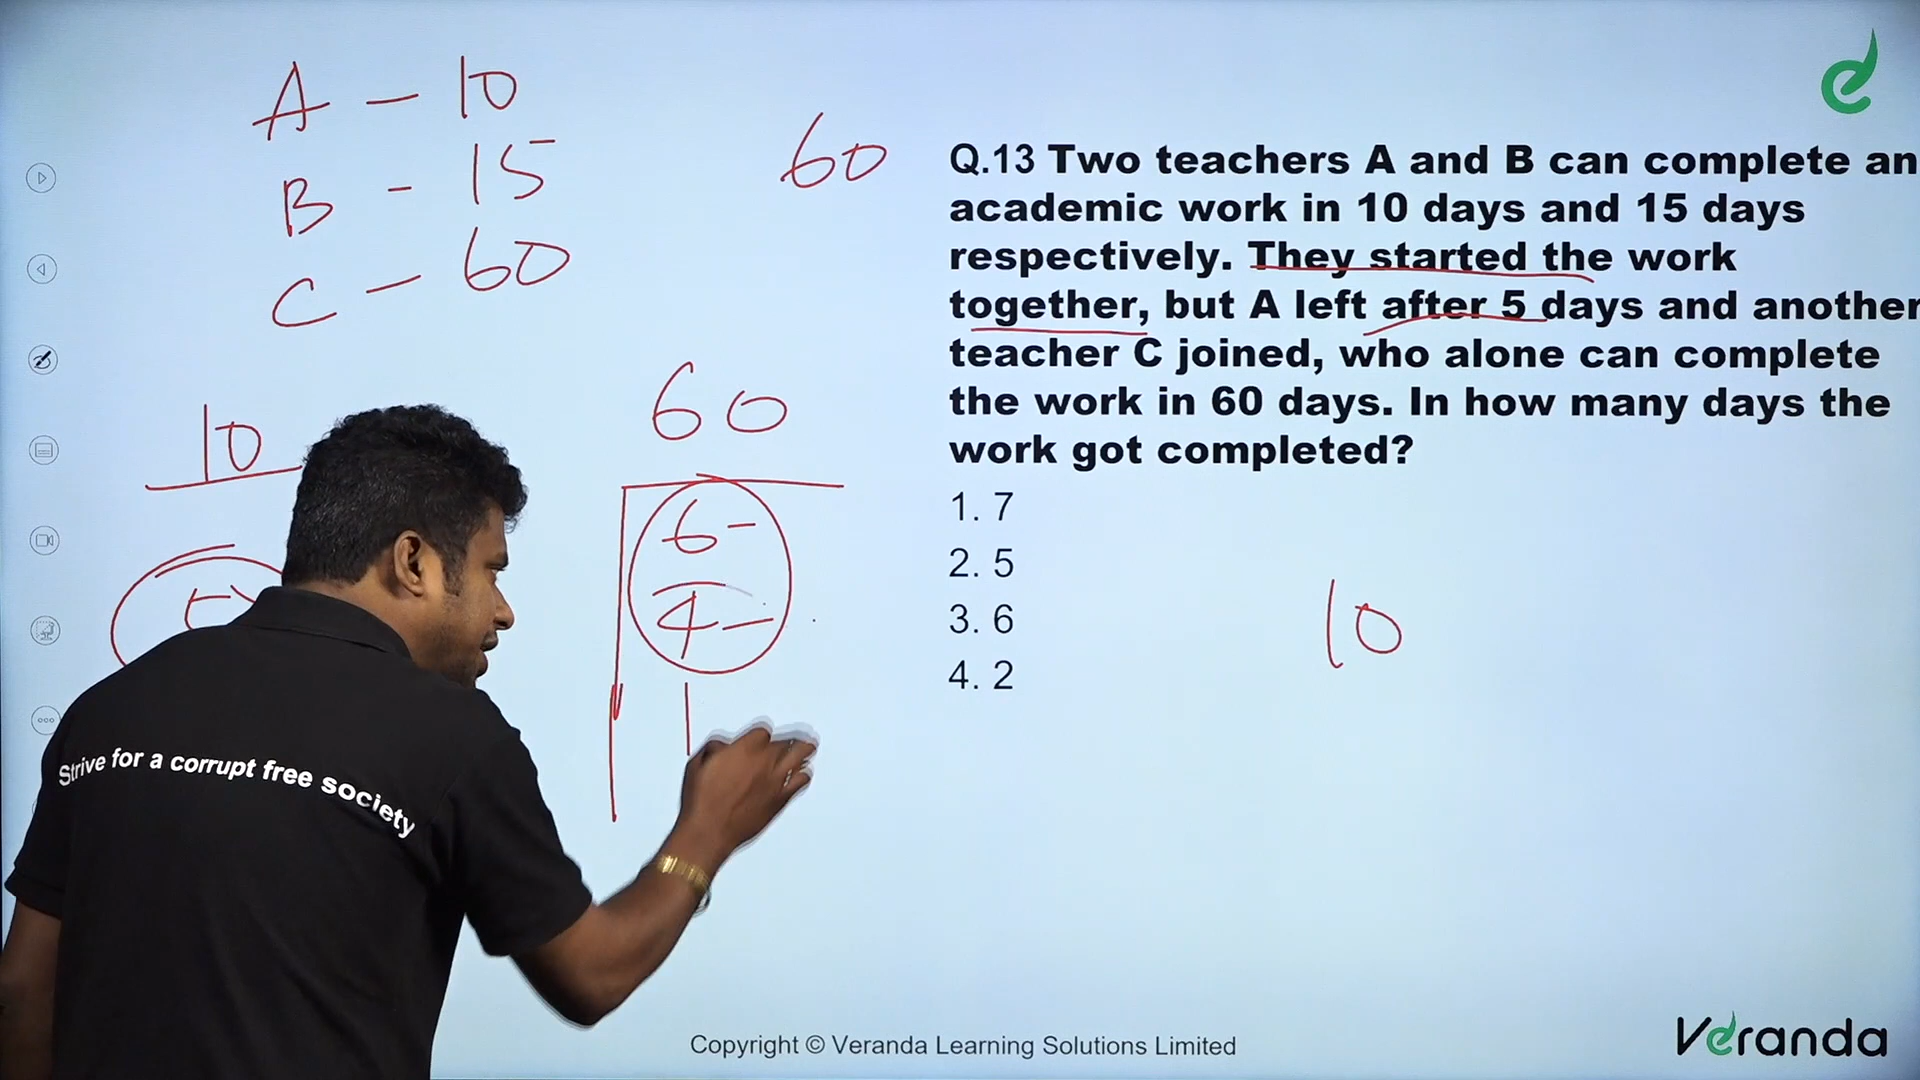 A - 10
B - 15
C - 60
60
Q.13 Two teachers A and B can complete an
academic work in 10 days and 15 days
respectively. They started the work
together, but A left after 5 days and another
teacher C joined, who alone can complete
the work in 60 days. In how many days the
work got completed?
1. 7
2. 5
3. 6
4. 2
10
60
6 -
4 -
1
10
Strive for a corrupt free society
Copyright © Veranda Learning Solutions Limited
Veranda